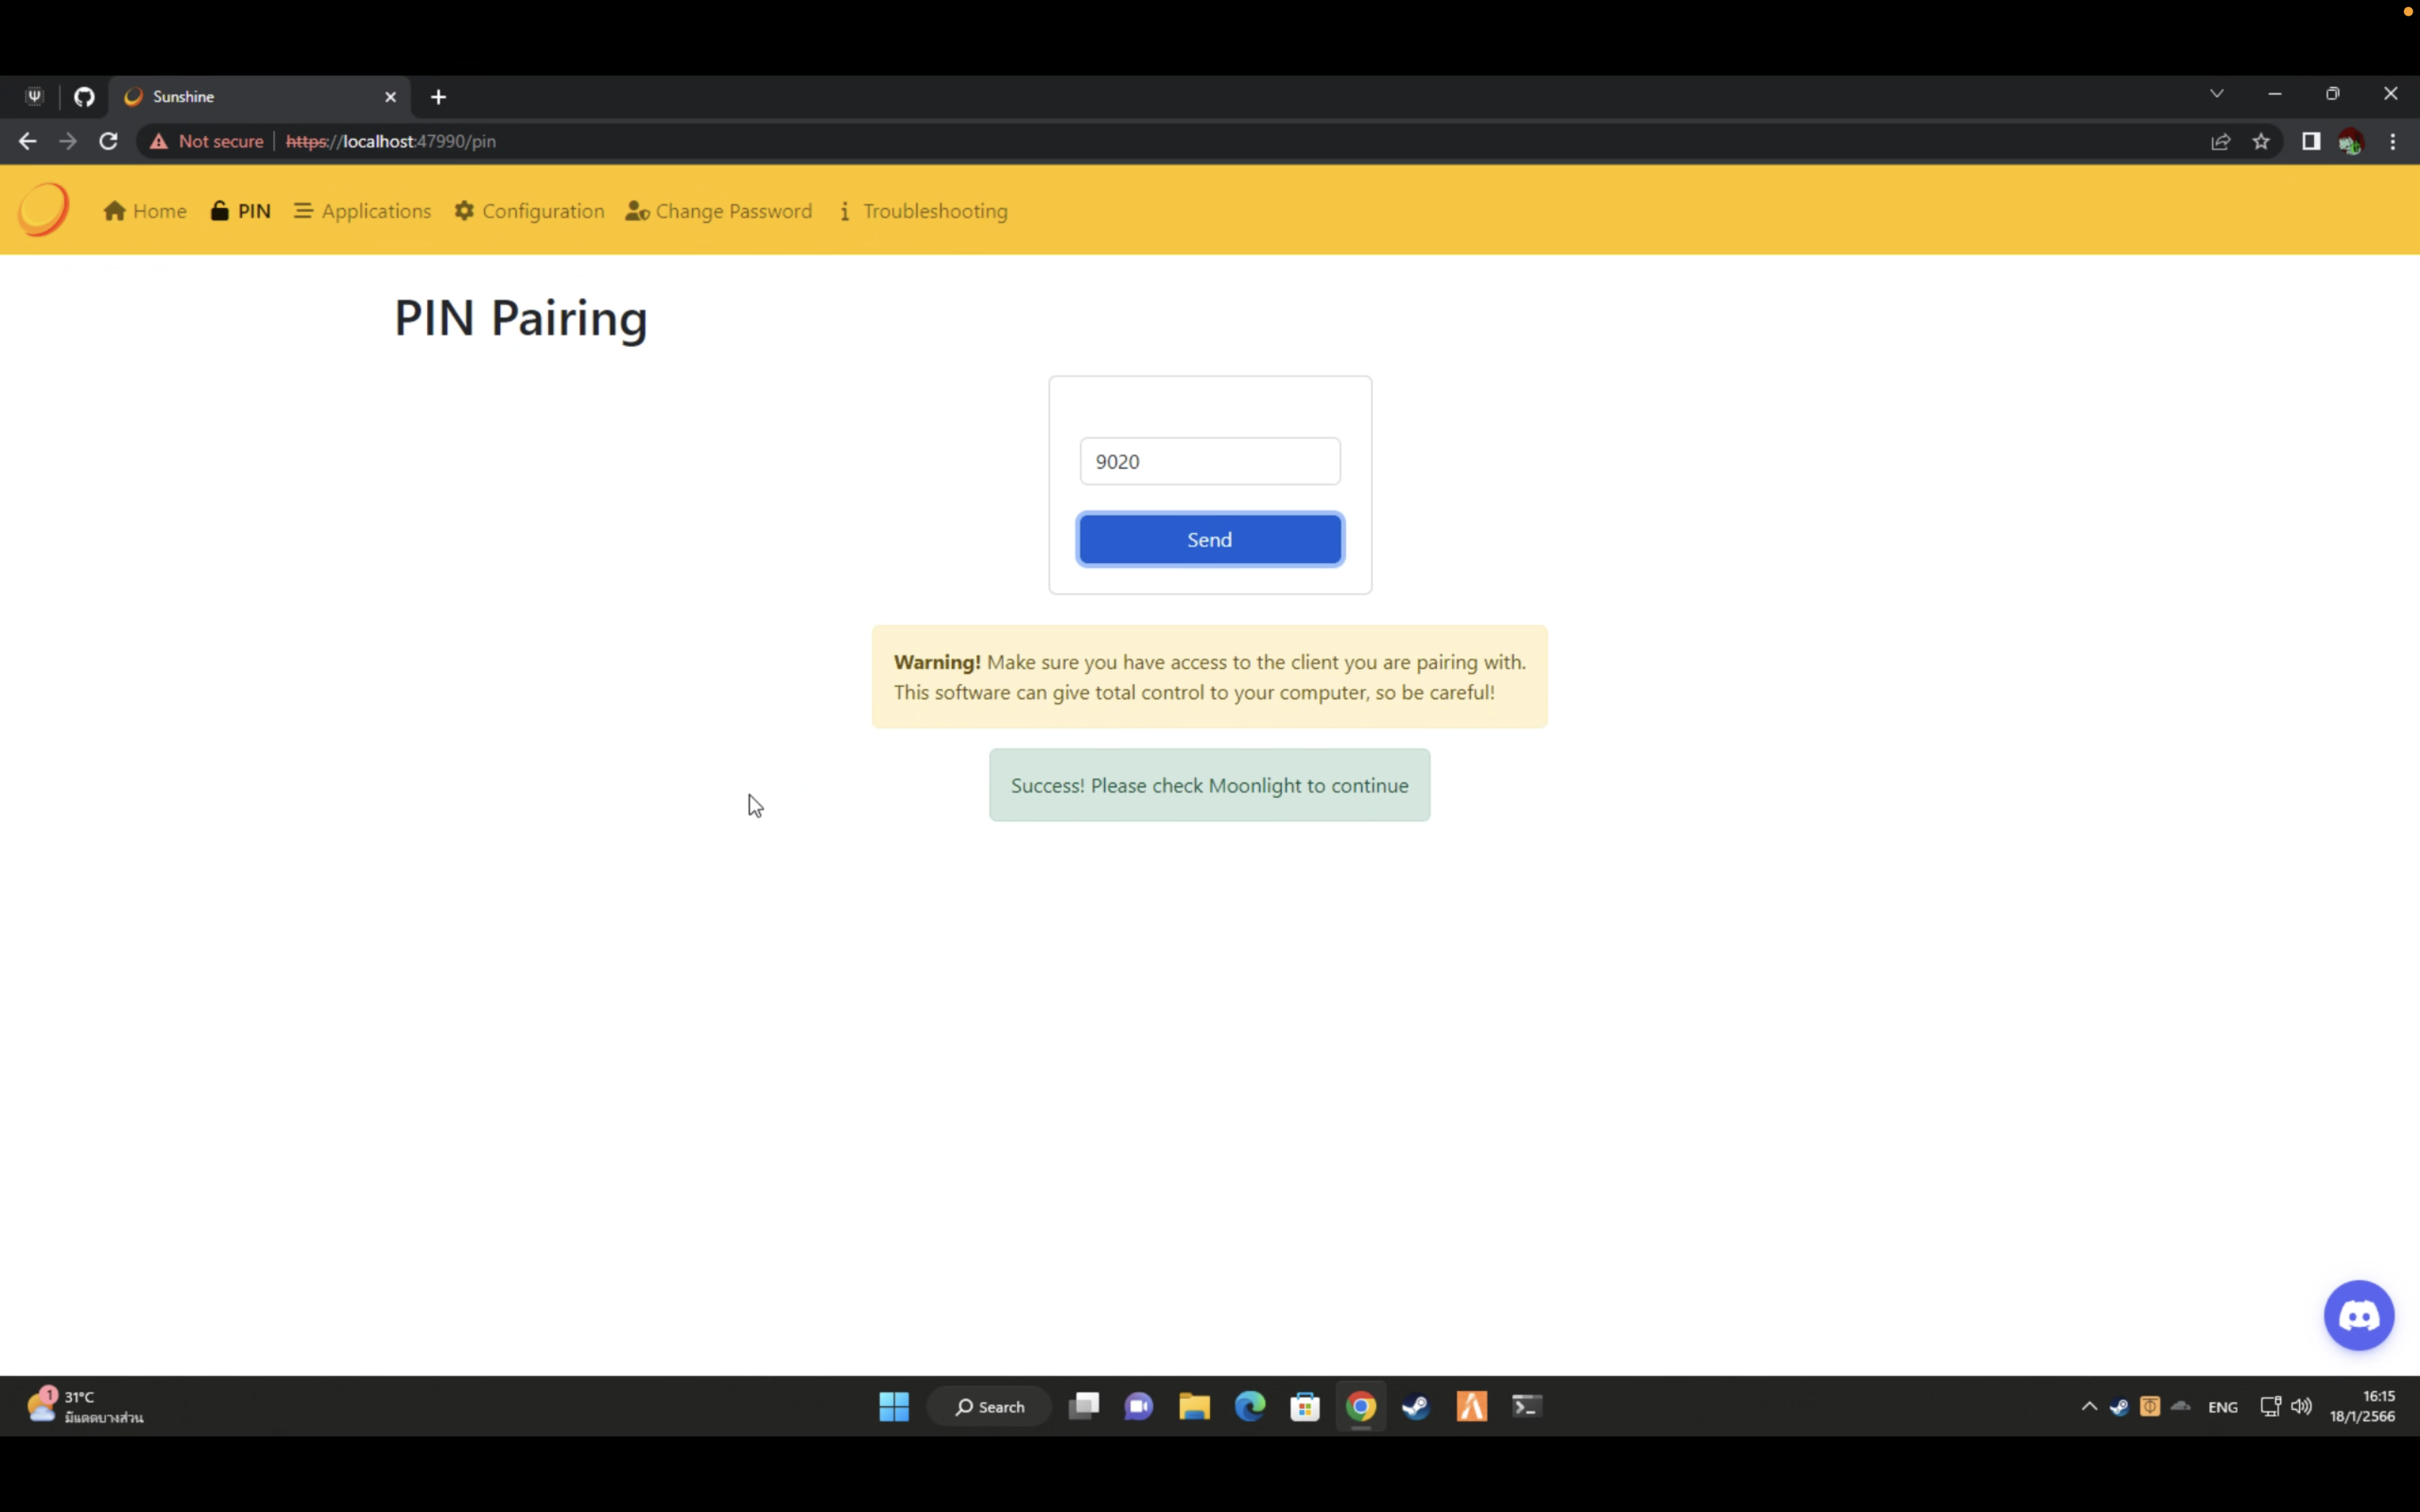 Sunshine
Not secure https://localhost:47990/pin
Home PIN Applications Configuration Change Password Troubleshooting
PIN Pairing
9020
Send
Warning! Make sure you have access to the client you are pairing with.
This software can give total control to your computer, so be careful!
Success! Please check Moonlight to continue
1
31°C
มีแดดบางส่วน
Search
ENG
16:15
18/1/2566